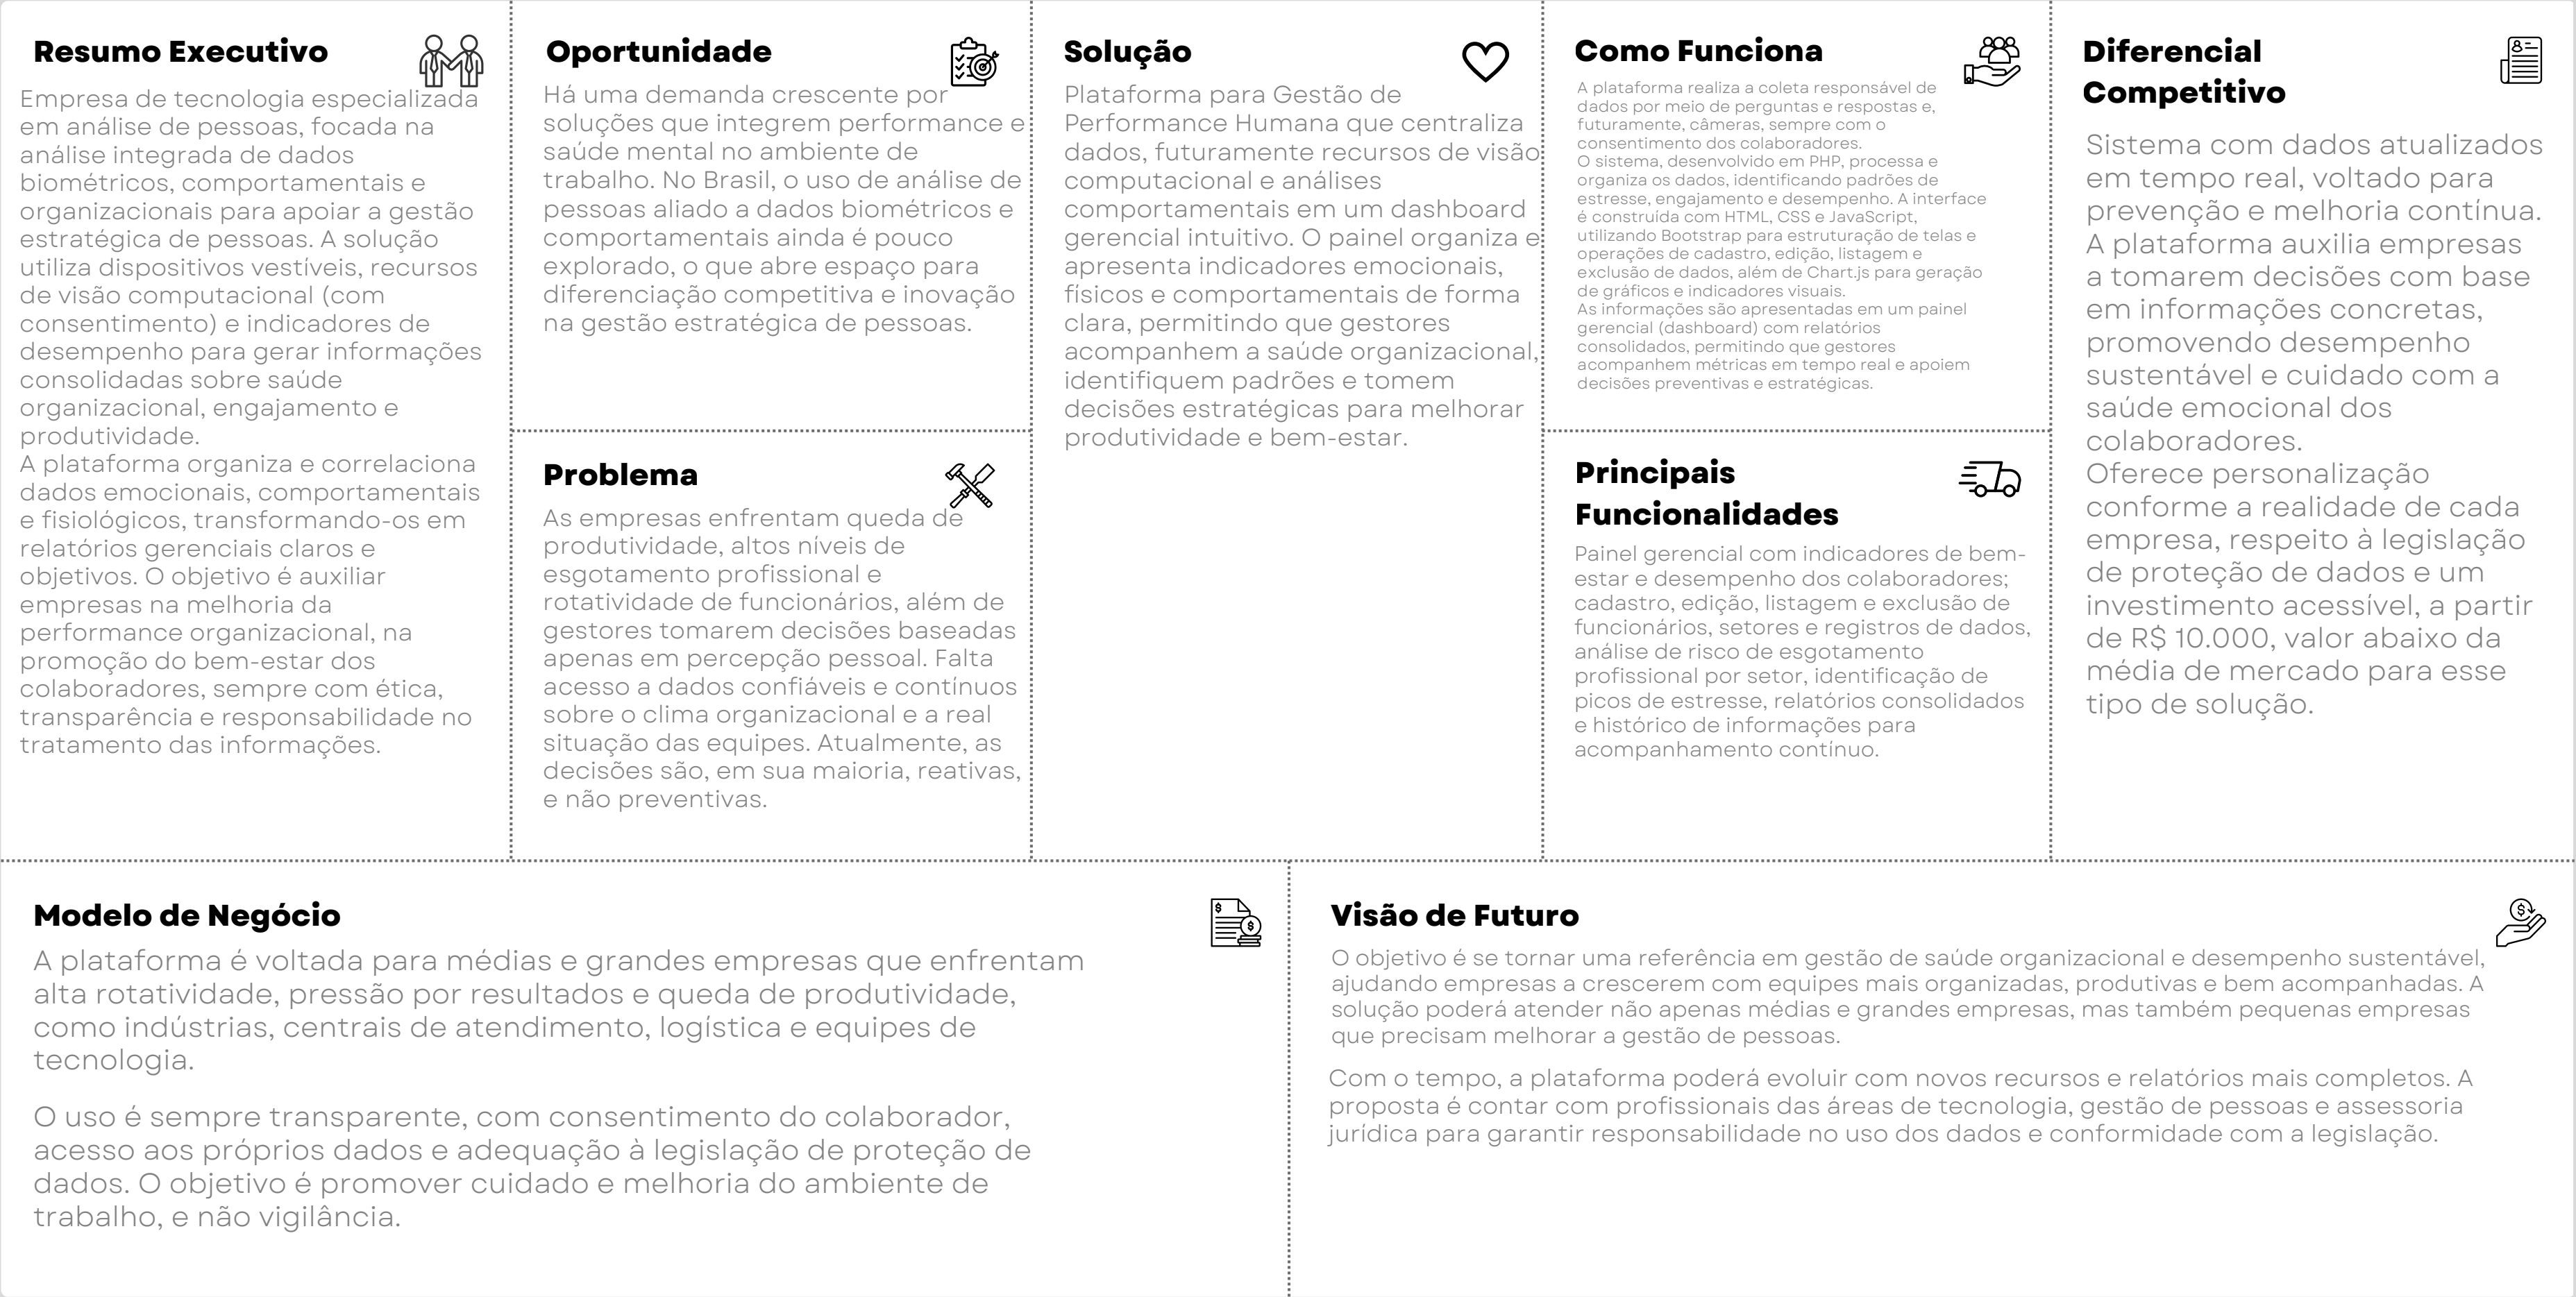 Resumo Executivo
Empresa de tecnologia especializada
em análise de pessoas, focada na
análise integrada de dados
biométricos, comportamentais e
organizacionais para apoiar a gestão
estratégica de pessoas. A solução
utiliza dispositivos vestíveis, recursos
de visão computacional (com
consentimento) e indicadores de
desempenho para gerar informações
consolidadas sobre saúde
organizacional, engajamento e
produtividade.
A plataforma organiza e correlaciona
dados emocionais, comportamentais
e fisiológicos, transformando-os em
relatórios gerenciais claros e
objetivos. O objetivo é auxiliar
empresas na melhoria da
performance organizacional, na
promoção do bem-estar dos
colaboradores, sempre com ética,
transparência e responsabilidade no
tratamento das informações.
Oportunidade
Há uma demanda crescente por
soluções que integrem performance e
saúde mental no ambiente de
trabalho. No Brasil, o uso de análise de
pessoas aliado a dados biométricos e
comportamentais ainda é pouco
explorado, o que abre espaço para
diferenciação competitiva e inovação
na gestão estratégica de pessoas.
Problema
As empresas enfrentam queda de
produtividade, altos níveis de
esgotamento profissional e
rotatividade de funcionários, além de
gestores tomarem decisões baseadas
apenas em percepção pessoal. Falta
acesso a dados confiáveis e contínuos
sobre o clima organizacional e a real
situação das equipes. Atualmente, as
decisões são, em sua maioria, reativas,
e não preventivas.
Solução
Plataforma para Gestão de
Performance Humana que centraliza
dados, futuramente recursos de visão
computacional e análises
comportamentais em um dashboard
gerencial intuitivo. O painel organiza e
apresenta indicadores emocionais,
físicos e comportamentais de forma
clara, permitindo que gestores
acompanhem a saúde organizacional,
identifiquem padrões e tomem
decisões estratégicas para melhorar
produtividade e bem-estar.
Como Funciona
A plataforma realiza a coleta responsável de
dados por meio de perguntas e respostas e,
futuramente, câmeras, sempre com o
consentimento dos colaboradores.
O sistema, desenvolvido em PHP, processa e
organiza os dados, identificando padrões de
estresse, engajamento e desempenho. A interface
é construída com HTML, CSS e JavaScript,
utilizando Bootstrap para estruturação de telas e
operações de cadastro, edição, listagem e
exclusão de dados, além de Chart.js para geração
de gráficos e indicadores visuais.
As informações são apresentadas em um painel
gerencial (dashboard) com relatórios
consolidados, permitindo que gestores
acompanhem métricas em tempo real e apoiem
decisões preventivas e estratégicas.
Principais
Funcionalidades
Painel gerencial com indicadores de bem-
estar e desempenho dos colaboradores;
cadastro, edição, listagem e exclusão de
funcionários, setores e registros de dados,
análise de risco de esgotamento
profissional por setor, identificação de
picos de estresse, relatórios consolidados
e histórico de informações para
acompanhamento contínuo.
Diferencial
Competitivo
Sistema com dados atualizados
em tempo real, voltado para
prevenção e melhoria contínua.
A plataforma auxilia empresas
a tomarem decisões com base
em informações concretas,
promovendo desempenho
sustentável e cuidado com a
saúde emocional dos
colaboradores.
Oferece personalização
conforme a realidade de cada
empresa, respeito à legislação
de proteção de dados e um
investimento acessível, a partir
de R$ 10.000, valor abaixo da
média de mercado para esse
tipo de solução.
Modelo de Negócio
A plataforma é voltada para médias e grandes empresas que enfrentam
alta rotatividade, pressão por resultados e queda de produtividade,
como indústrias, centrais de atendimento, logística e equipes de
tecnologia.
O uso é sempre transparente, com consentimento do colaborador,
acesso aos próprios dados e adequação à legislação de proteção de
dados. O objetivo é promover cuidado e melhoria do ambiente de
trabalho, e não vigilância.
Visão de Futuro
O objetivo é se tornar uma referência em gestão de saúde organizacional e desempenho sustentável,
ajudando empresas a crescerem com equipes mais organizadas, produtivas e bem acompanhadas. A
solução poderá atender não apenas médias e grandes empresas, mas também pequenas empresas
que precisam melhorar a gestão de pessoas.
Com o tempo, a plataforma poderá evoluir com novos recursos e relatórios mais completos. A
proposta é contar com profissionais das áreas de tecnologia, gestão de pessoas e assessoria
jurídica para garantir responsabilidade no uso dos dados e conformidade com a legislação.